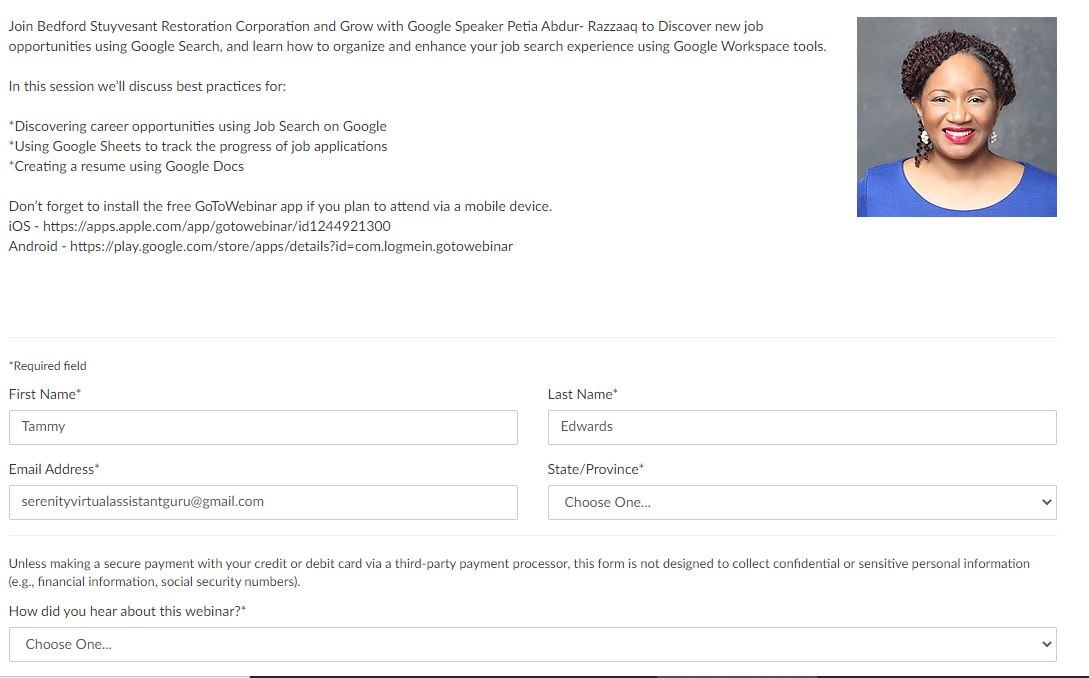 Join Bedford Stuyvesant Restoration Corporation and Grow with Google Speaker Petia Abdur- Razzaaq to Discover new job
opportunities using Google Search, and learn how to organize and enhance your job search experience using Google Workspace tools.
In this session we'll discuss best practices for:
*Discovering career opportunities using Job Search on Google
*Using Google Sheets to track the progress of job applications
*Creating a resume using Google Docs
Don't forget to install the free GoToWebinar app if you plan to attend via a mobile device.
iOS - https://apps.apple.com/app/gotowebinar/id1244921300
Android - https://play.google.com/store/apps/details?id=com.logmein.gotowebinar
*Required field
First Name*
Last Name*
Tammy
Edwards
Email Address*
State/Province*
serenityvirtualassistantguru@gmail.com
Choose One...
Unless making a secure payment with your credit or debit card via a third-party payment processor, this form is not designed to collect confidential or sensitive personal information
(e.g., financial information, social security numbers).
How did you hear about this webinar?*
Choose One...